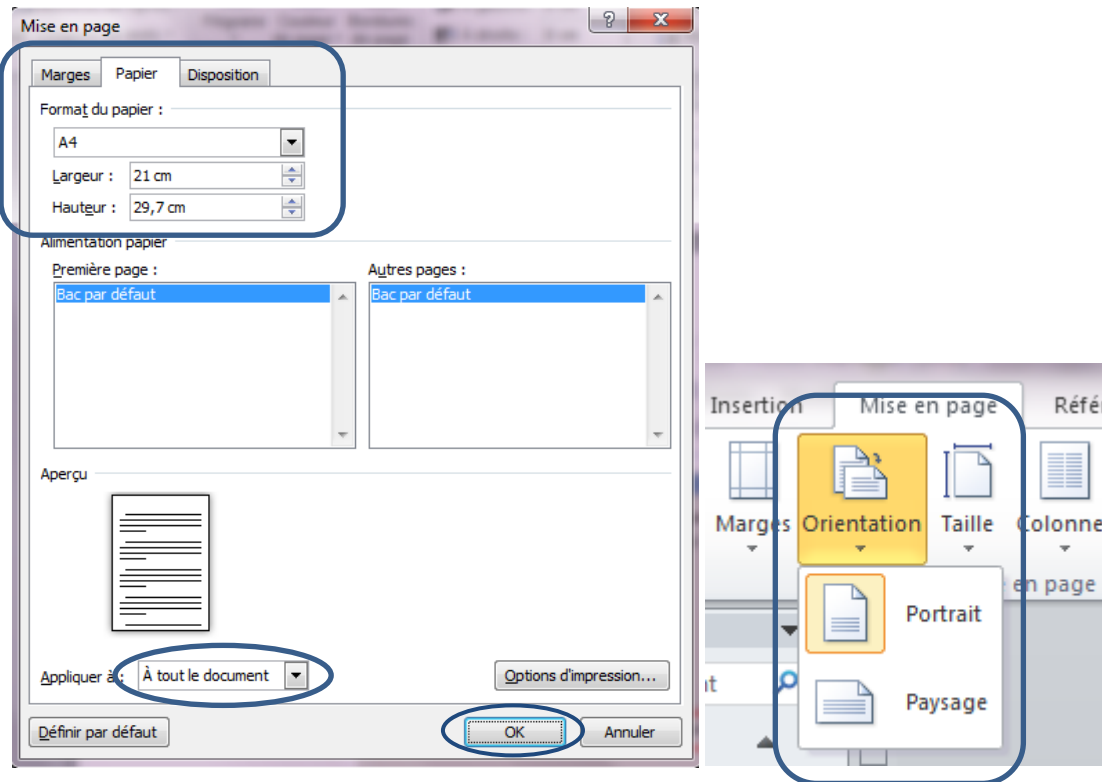 Mise en page
Marges Papier Disposition
Format du papier :
A4
Largeur : 21 cm
Hauteur : 29,7 cm
Alimentation papier
Première page : Autres pages :
Bac par défaut Bac par défaut
Aperçu
Appliquer à : À tout le document Options d'impression...
Définir par défaut OK Annuler
Insertion Mise en page Référ
Marges Orientation Taille Colonne
en page
Portrait
Paysage